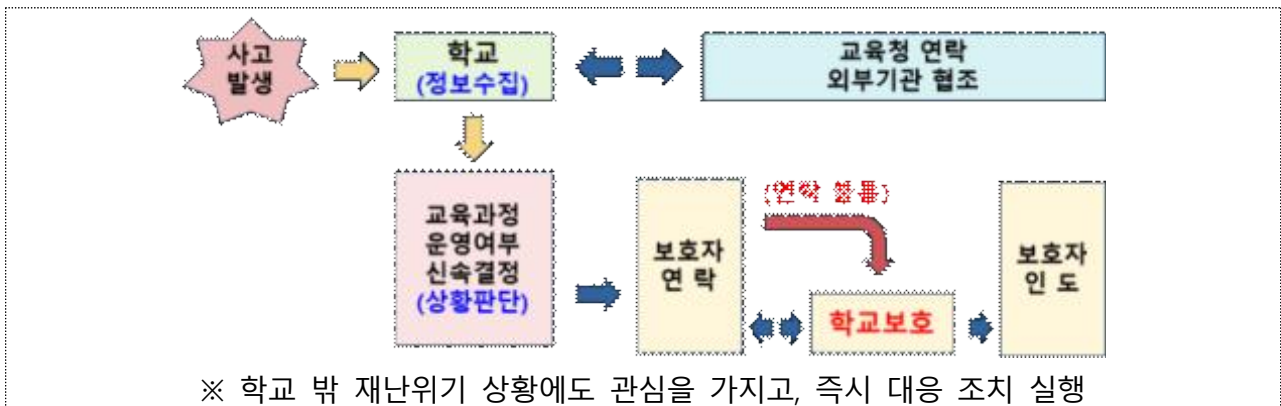 사고
발생
학교
(정보수집)
교육청 연락
외부기관 협조
교육과정
운영여부
신속결정
(상황판단)
보호자
연 락
(연락 불통)
학교보호
보호자
인 도
※ 학교 밖 재난위기 상황에도 관심을 가지고, 즉시 대응 조치 실행